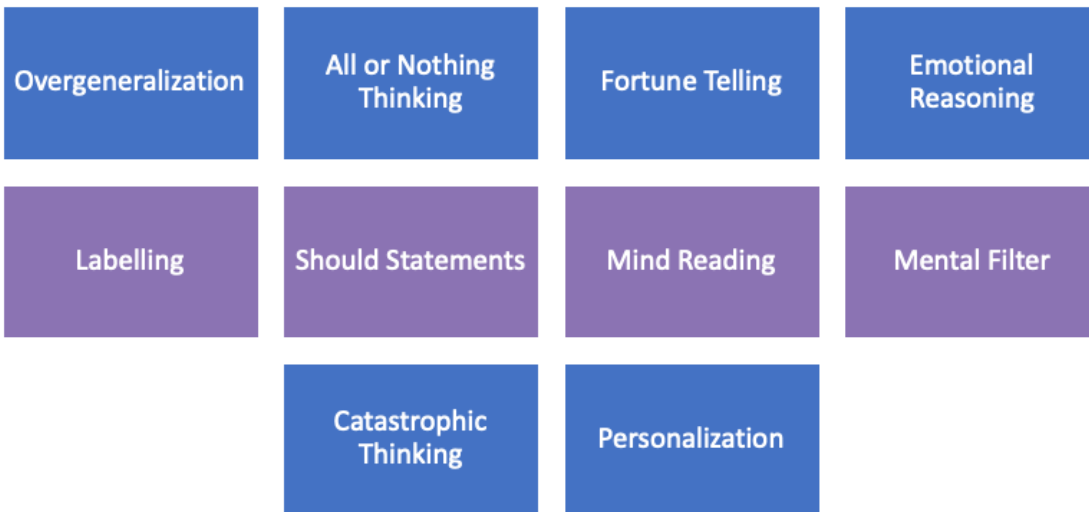 Overgeneralization
All or Nothing
Thinking
Fortune Telling
Emotional
Reasoning
Labelling
Should Statements
Mind Reading
Mental Filter
Catastrophic
Thinking
Personalization